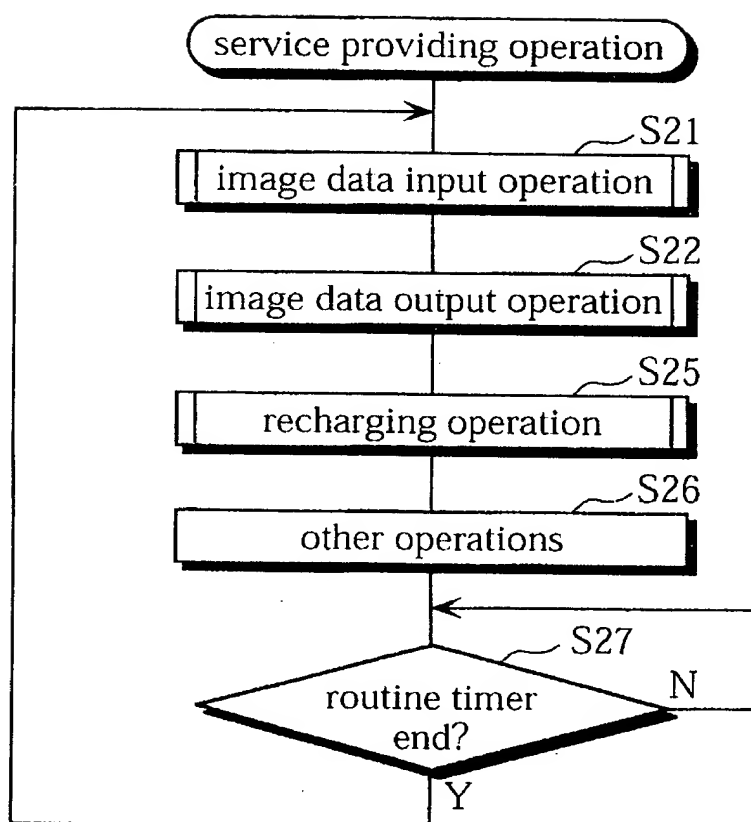 service providing operation
S21
image data input operation
S22
image data output operation
S25
recharging operation
S26
other operations
S27
routine timer
end?
N
Y